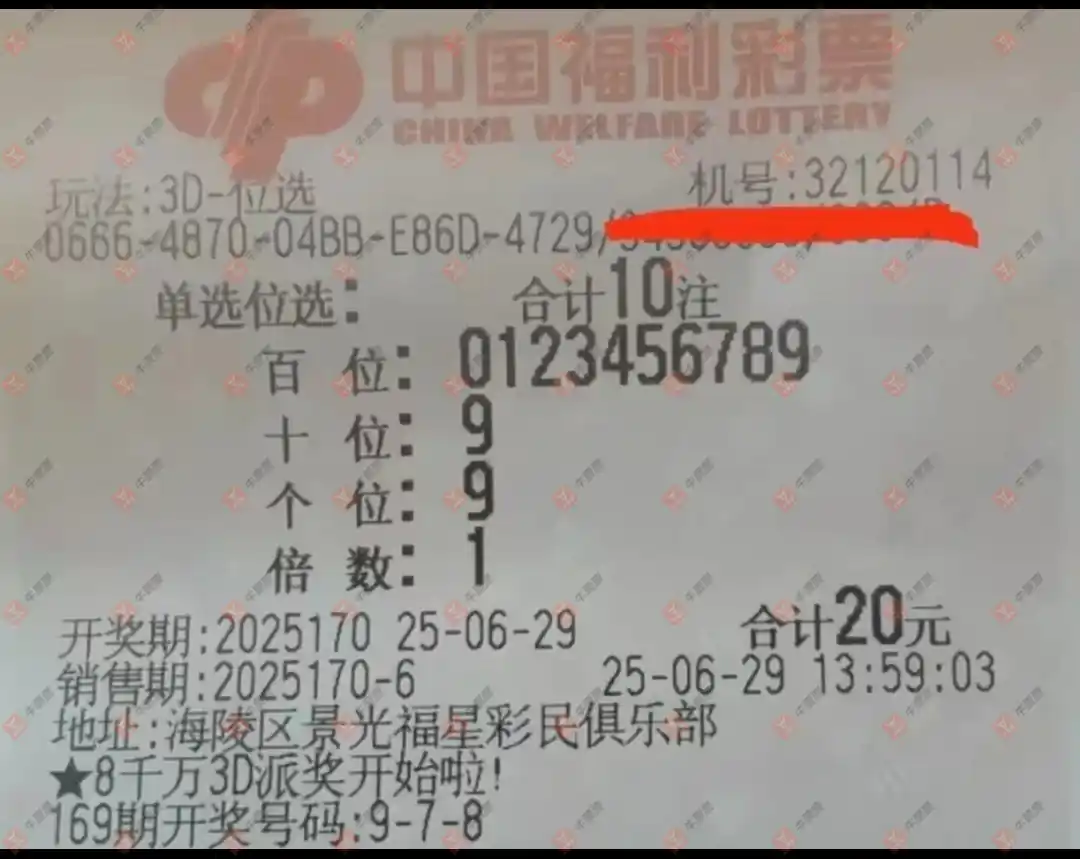 中国福利彩票
CHINA WELFARE LOTTERY
玩法:3D-位选 机号:32120114
0666-4870-04BB-E86D-4729/
单选位选: 合计10注
百 位: 0123456789
十 位: 9
个 位: 9
倍 数: 1
开奖期:2025170 25-06-29 合计20元
销售期:2025170-6 25-06-29 13:59:03
地址:海陵区景光福星彩民俱乐部
★8千万3D派奖开始啦!
169期开奖号码:9-7-8